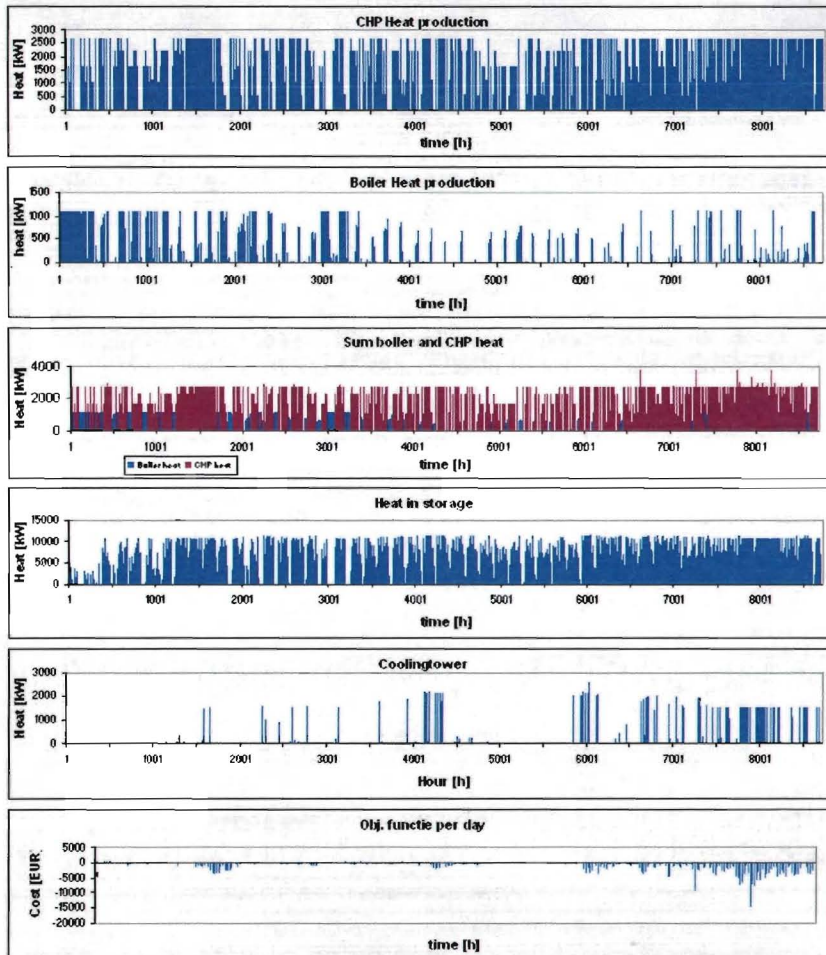 CHP Heat production
Heat [kW]
3000
2500
2000
1500
1000
500
0
1 1001 2001 3001 4001 5001 6001 7001 8001
time [h]
Boiler Heat production
heat [kW]
1500
1000
500
0
1 1001 2001 3001 4001 5001 6001 7001 8001
time [h]
Sum boiler and CHP heat
Heat [kW]
4000
2000
0
1 1001 2001 3001 4001 5001 6001 7001 8001
time [h]
Boiler heat CHP heat
Heat in storage
Heat [kW]
15000
10000
5000
0
1 1001 2001 3001 4001 5001 6001 7001 8001
time [h]
Coolingtower
Heat [kW]
3000
2000
1000
0
1 1001 2001 3001 4001 5001 6001 7001 8001
Hour [h]
Obj. functie per day
Cost [EUR
5000
0
-5000
-10000
-15000
-20000
time [h]